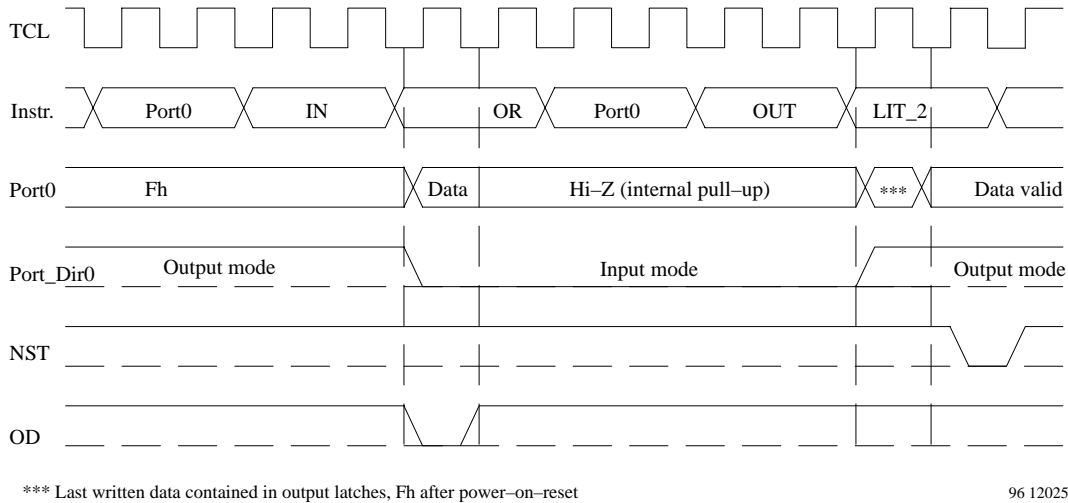 TCL
Instr. Port0 IN OR Port0 OUT LIT_2
Port0 Fh Data Hi–Z (internal pull–up) *** Data valid
Port_Dir0 Output mode Input mode Output mode
NST
OD
*** Last written data contained in output latches, Fh after power–on–reset 96 12025